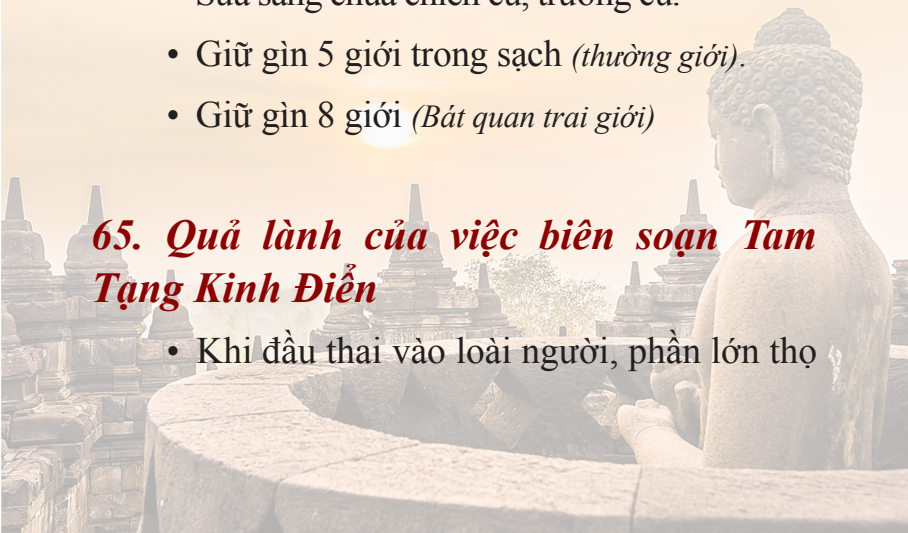 • Giữ gìn 5 giới trong sạch (thường giới).
• Giữ gìn 8 giới (Bát quan trai giới)
65. Quả lành của việc biên soạn Tam
Tạng Kinh Điển
• Khi đầu thai vào loài người, phần lớn thọ